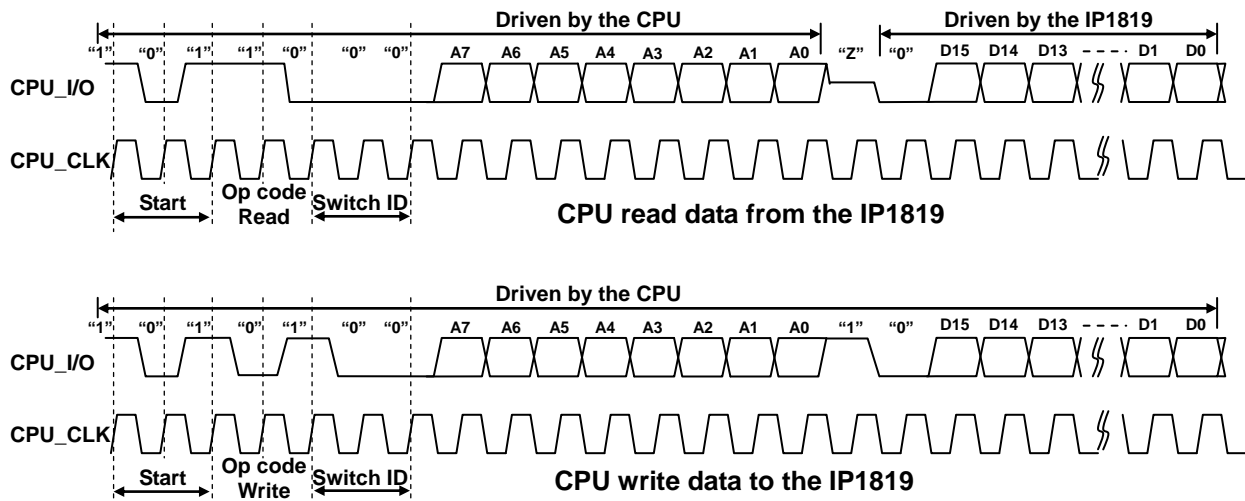 Driven by the CPU Driven by the IP1819
“1” “0” “1” “1” “0” “0” “0” A7 A6 A5 A4 A3 A2 A1 A0 “Z” “0” D15 D14 D13 D1 D0
CPU_I/O
CPU_CLK
Start Op code Read Switch ID CPU read data from the IP1819
Driven by the CPU
“1” “0” “1” “0” “1” “0” “0” A7 A6 A5 A4 A3 A2 A1 A0 “1” “0” D15 D14 D13 D1 D0
CPU_I/O
CPU_CLK
Start Op code Write Switch ID CPU write data to the IP1819